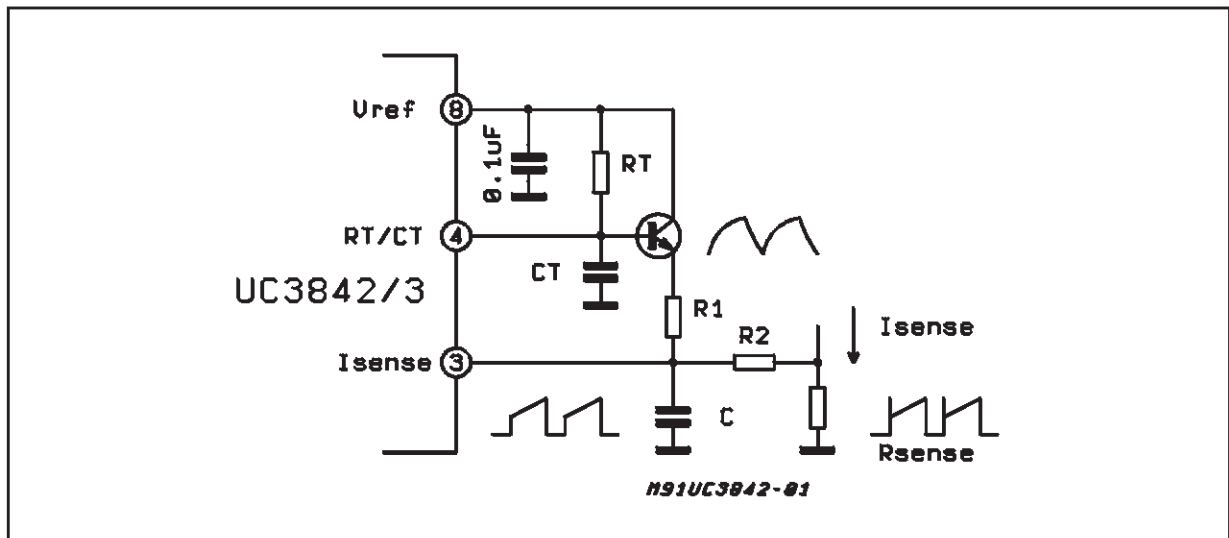 Vref 8
0.1uF
RT
RT/CT 4
CT
UC3842/3
R1
R2
Isense
Isense 3
C
Rsense
M91UC3842-01